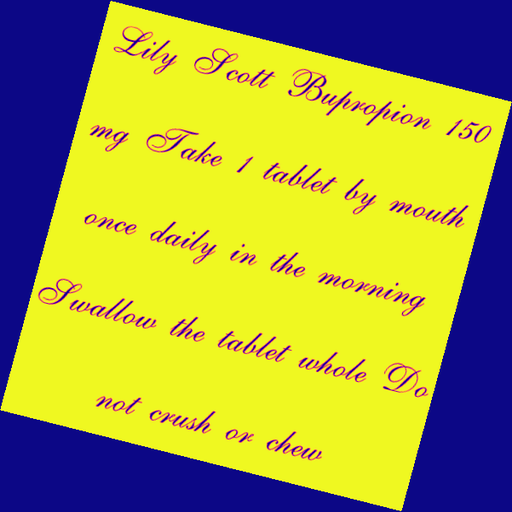 Lily Scott Bupropion 150
mg Take 1 tablet by mouth
once daily in the morning
Swallow the tablet whole Do
not crush or chew